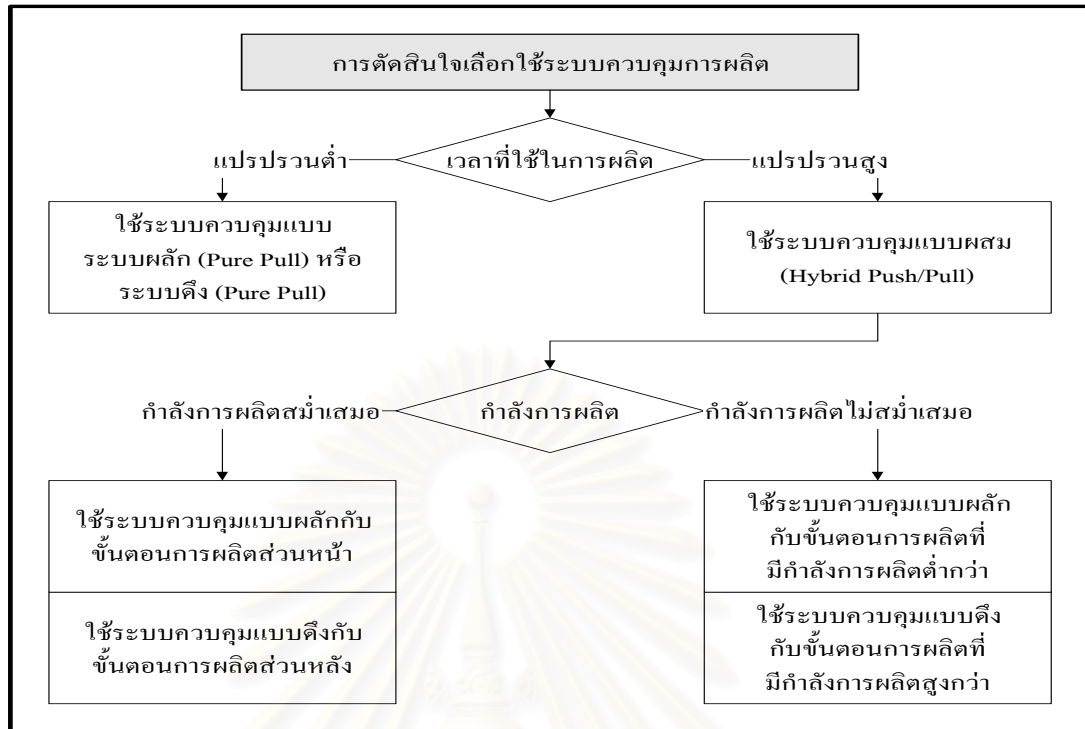 การตัดสินใจเลือกใช้ระบบควบคุมการผลิต
แปรปรวนต่ำ
เวลาที่ใช้ในการผลิต
แปรปรวนสูง
ใช้ระบบควบคุมแบบ
ระบบผลัก (Pure Pull) หรือ
ระบบดึง (Pure Pull)
ใช้ระบบควบคุมแบบผสม
(Hybrid Push/Pull)
กำลังการผลิตสม่ำเสมอ
กำลังการผลิต
กำลังการผลิตไม่สม่ำเสมอ
ใช้ระบบควบคุมแบบผลักกับ
ขั้นตอนการผลิตส่วนหน้า
ใช้ระบบควบคุมแบบดึงกับ
ขั้นตอนการผลิตส่วนหลัง
ใช้ระบบควบคุมแบบผลัก
กับขั้นตอนการผลิตที่
มีกำลังการผลิตต่ำกว่า
ใช้ระบบควบคุมแบบดึง
กับขั้นตอนการผลิตที่
มีกำลังการผลิตสูงกว่า